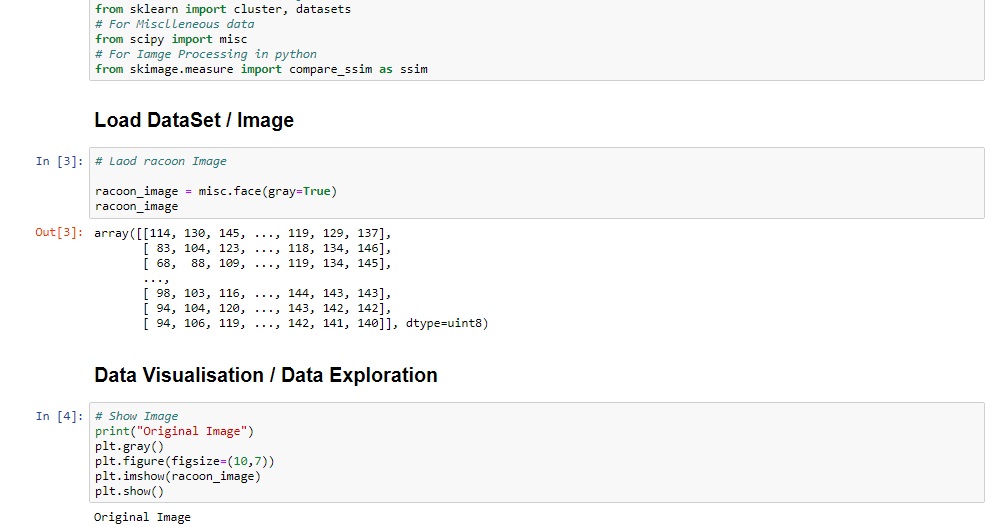 from sklearn import cluster, datasets
# For Misclleneous data
from scipy import misc
# For Iamge Processing in python
from skimage.measure import compare_ssim as ssim
Load DataSet / Image
In [3]: # Laod racoon Image
racoon_image = misc.face(gray=True)
racoon_image
Out[3]: array([[114, 130, 145, ..., 119, 129, 137],
[ 83, 104, 123, ..., 118, 134, 146],
[ 68,  88, 109, ..., 119, 134, 145],
...,
[ 98, 103, 116, ..., 144, 143, 143],
[ 94, 104, 120, ..., 143, 142, 142],
[ 94, 106, 119, ..., 142, 141, 140]], dtype=uint8)
Data Visualisation / Data Exploration
In [4]: # Show Image
print("Original Image")
plt.gray()
plt.figure(figsize=(10,7))
plt.imshow(racoon_image)
plt.show()
Original Image